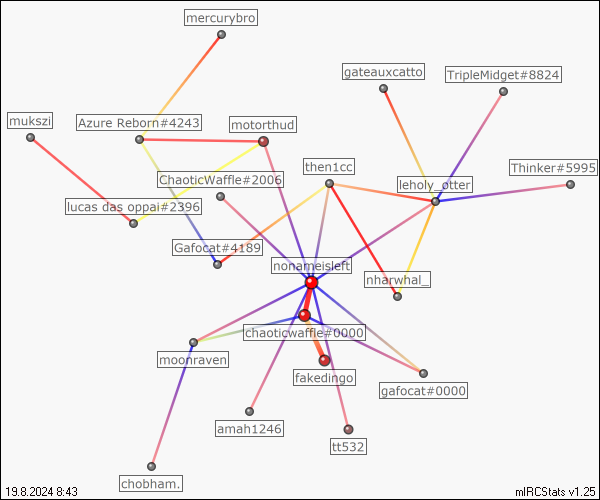 mercurybro
gateauxcatto
TripleMidget#8824
mukszi
Azure Reborn#4243
motorthud
then1cc
Thinker#5995
ChaoticWaffle#2006
leholy_otter
lucas das oppai#2396
Gafocat#4189
nonameisleft
nharwhal_
chaoticwaffle#0000
moonraven
fakedingo
gafocat#0000
amah1246
tt532
chobham.
19.8.2024 8:43
mIRCStats v1.25